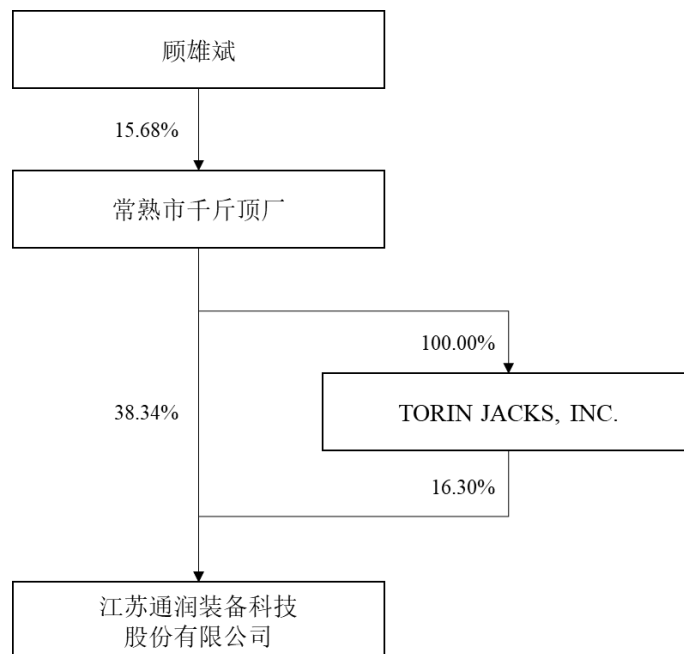 顾雄斌
15.68%
常熟市千斤顶厂
100.00%
38.34%
TORIN JACKS, INC.
16.30%
江苏通润装备科技
股份有限公司